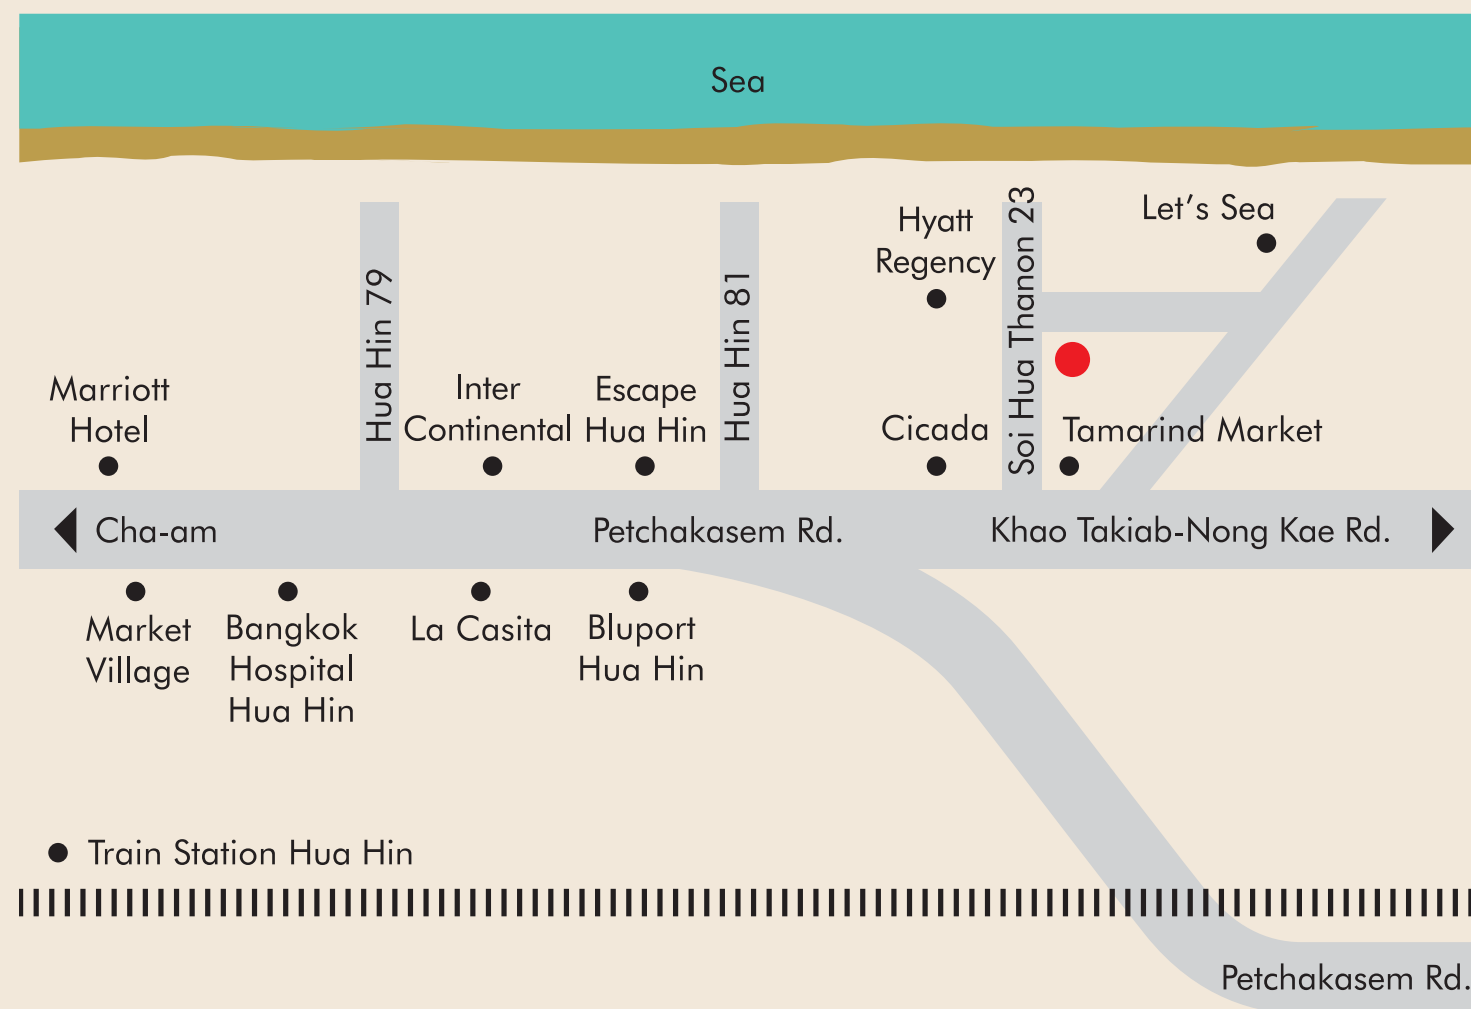 Sea
Soi Hua Thanon 23
Let's Sea
Hyatt
Regency
Hua Hin 79
Hua Hin 81
Marriott
Hotel
Inter
Continental
Escape
Hua Hin
Cicada
Tamarind Market
Cha-am
Petchakasem Rd.
Khao Takiab-Nong Kae Rd.
Market
Village
Bangkok
Hospital
Hua Hin
La Casita
Bluport
Hua Hin
Train Station Hua Hin
Petchakasem Rd.